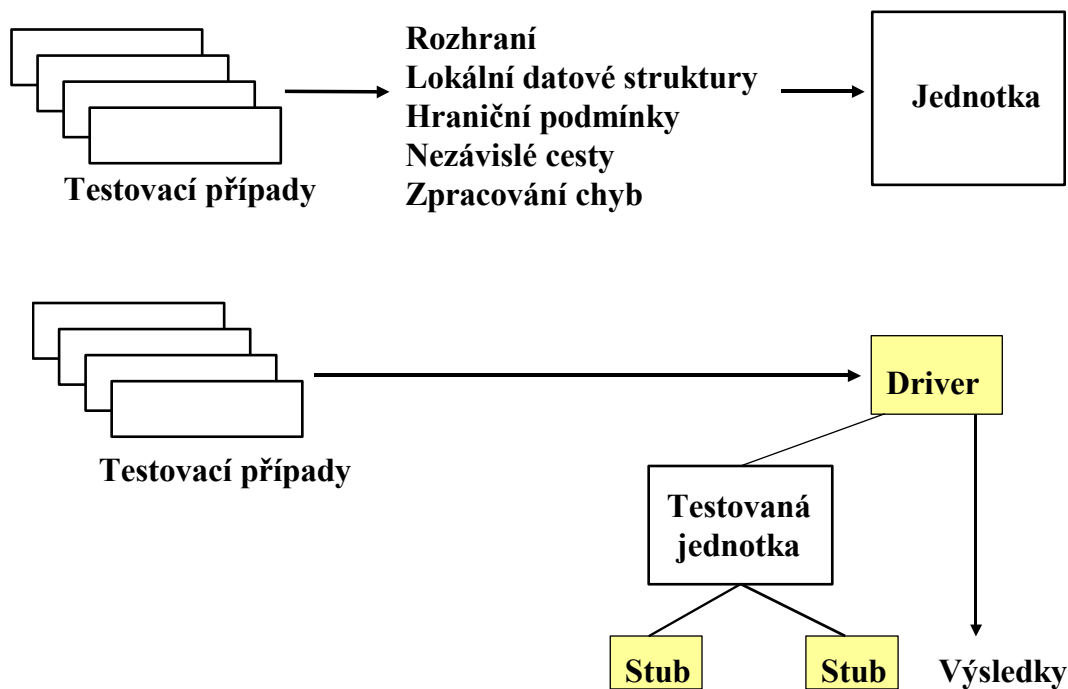 Rozhraní
Lokální datové struktury
Hraniční podmínky
Nezávislé cesty
Zpracování chyb
Jednotka
Testovací případy
Driver
Testovací případy
Testovaná
jednotka
Stub
Stub
Výsledky